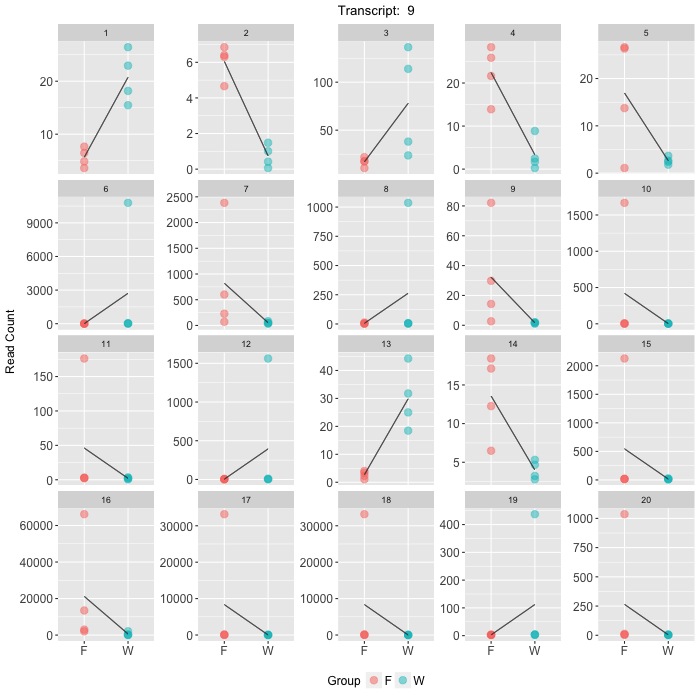 Transcript: 9
1 2 3 4 5
20 10
6 4 2 0
100 50
20 10 0
20 10 0
6 7 8 9 10
9000 6000 3000 0
2500 2000 1500 1000 500 0
1000 750 500 250 0
80 60 40 20 0
1500 1000 500 0
Read Count
11 12 13 14 15
150 100 50 0
1500 1000 500 0
40 30 20 10 0
15 10 5
2000 1500 1000 500 0
16 17 18 19 20
60000 40000 20000 0
30000 20000 10000 0
30000 20000 10000 0
400 300 200 100 0
1000 750 500 250 0
F W F W F W F W F W
Group F W